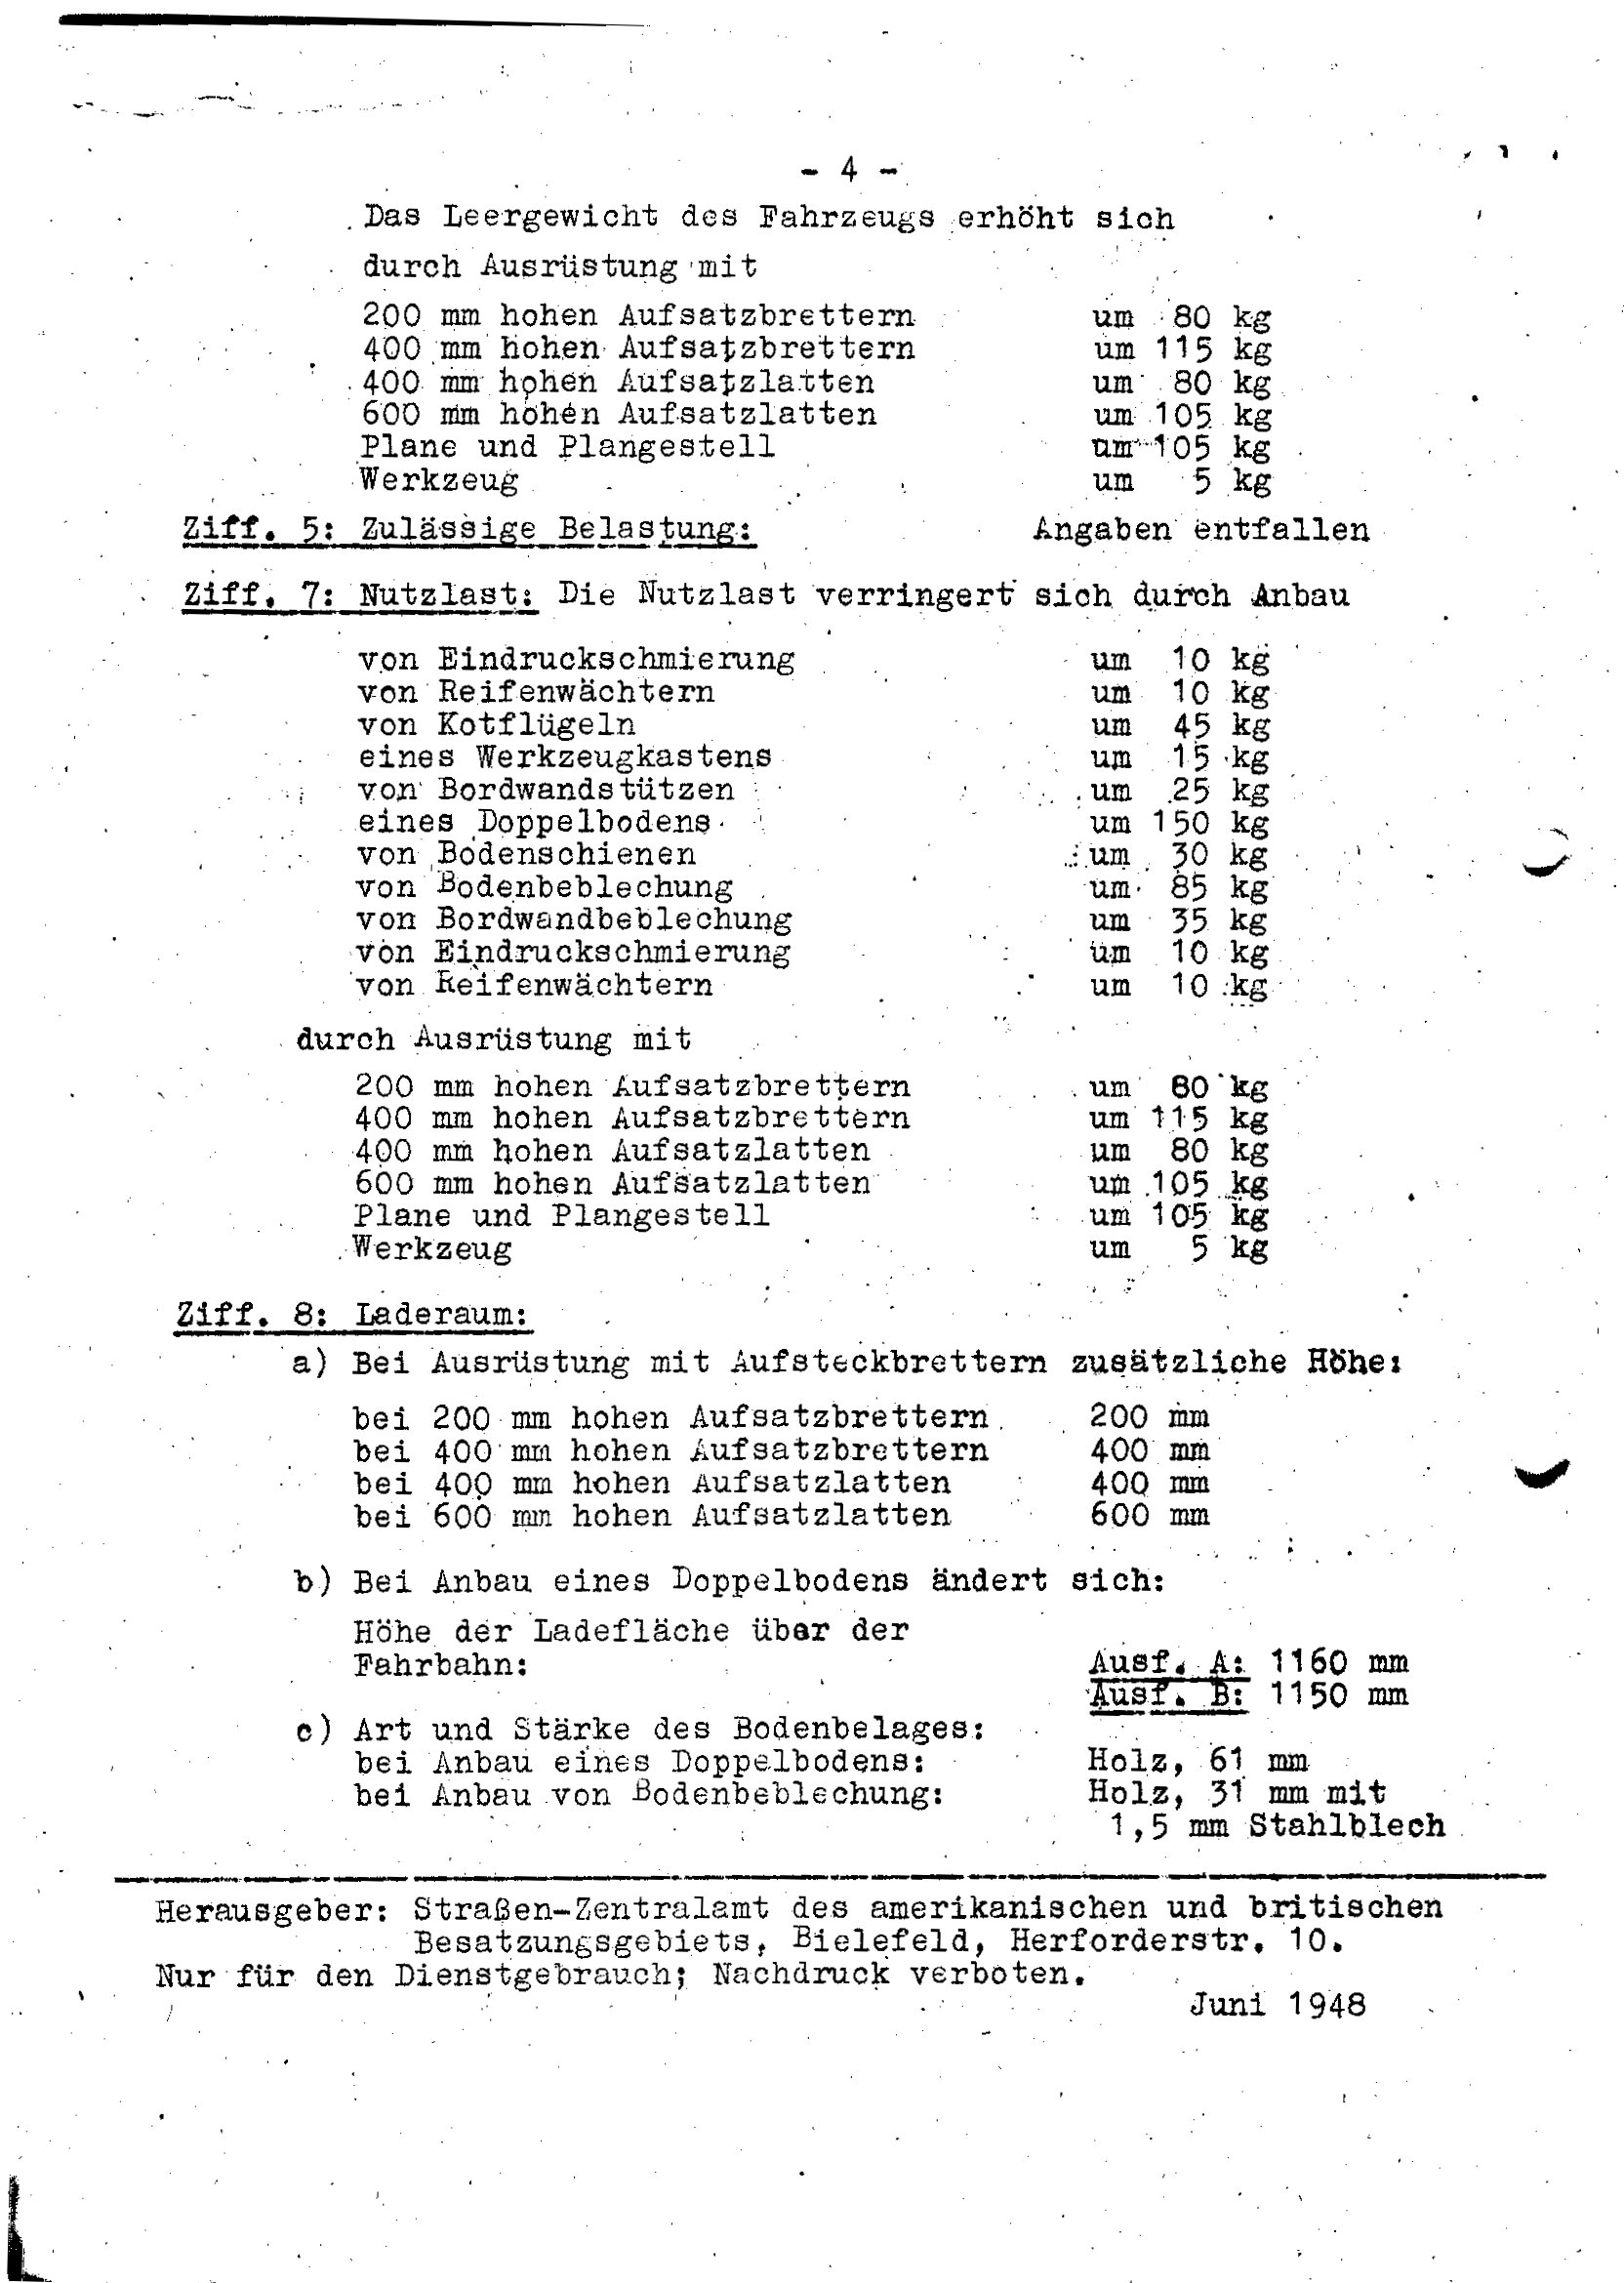 - 4 -
Das Leergewicht des Fahrzeugs erhöht sich
durch Ausrüstung mit
200 mm hohen Aufsatzbrettern um 80 kg
400 mm hohen Aufsatzbrettern um 115 kg
400 mm hohen Aufsatzlatten um 80 kg
600 mm hohen Aufsatzlatten um 105 kg
Plane und Plangestell um 105 kg
Werkzeug um 5 kg
Ziff. 5: Zulässige Belastung: Angaben entfallen
Ziff. 7: Nutzlast: Die Nutzlast verringert sich durch Anbau
von Eindruckschmierung um 10 kg
von Reifenwächtern um 10 kg
von Kotflügeln um 45 kg
eines Werkzeugkastens um 15 kg
von Bordwandstützen um 25 kg
eines Doppelbodens um 150 kg
von Bodenschienen um 30 kg
von Bodenbeblechung um 85 kg
von Bordwandbeblechung um 35 kg
von Eindruckschmierung um 10 kg
von Reifenwächtern um 10 kg
durch Ausrüstung mit
200 mm hohen Aufsatzbrettern um 80 kg
400 mm hohen Aufsatzbrettern um 115 kg
400 mm hohen Aufsatzlatten um 80 kg
600 mm hohen Aufsatzlatten um 105 kg
Plane und Plangestell um 105 kg
Werkzeug um 5 kg
Ziff. 8: Laderaum:
a) Bei Ausrüstung mit Aufsteckbrettern zusätzliche Höhe:
bei 200 mm hohen Aufsatzbrettern 200 mm
bei 400 mm hohen Aufsatzbrettern 400 mm
bei 400 mm hohen Aufsatzlatten 400 mm
bei 600 mm hohen Aufsatzlatten 600 mm
b) Bei Anbau eines Doppelbodens ändert sich:
Höhe der Ladefläche über der
Fahrbahn: Ausf. A: 1160 mm
Ausf. B: 1150 mm
c) Art und Stärke des Bodenbelages:
bei Anbau eines Doppelbodens: Holz, 61 mm
bei Anbau von Bodenbeblechung: Holz, 31 mm mit
1,5 mm Stahlblech
Herausgeber: Straßen-Zentralamt des amerikanischen und britischen
Besatzungsgebiets, Bielefeld, Herforderstr. 10.
Nur für den Dienstgebrauch; Nachdruck verboten.
Juni 1948